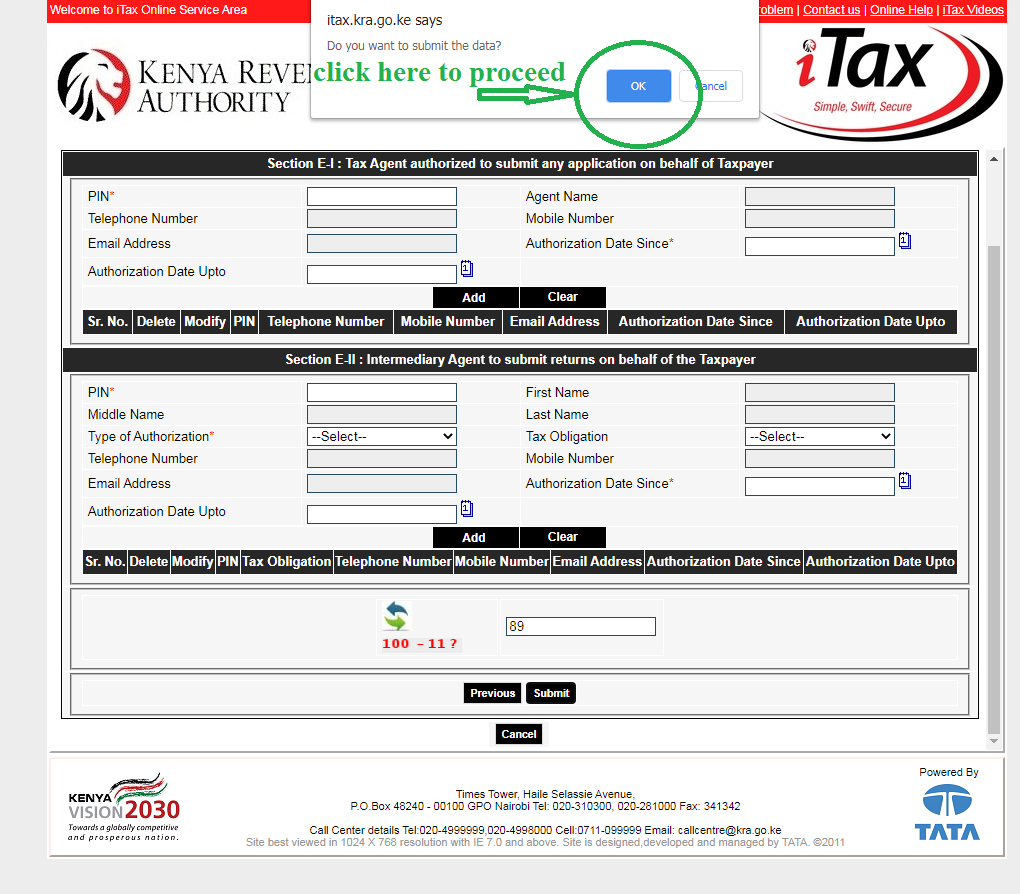 Welcome to iTax Online Service Area
oblem | Contact us | Online Help | iTax Videos
itax.kra.go.ke says
Do you want to submit the data?
click here to proceed
OK
Cancel
KENYA REVE
AUTHORITY
iTax
Simple, Swift, Secure
Section E-I : Tax Agent authorized to submit any application on behalf of Taxpayer
PIN* Agent Name
Telephone Number Mobile Number
Email Address Authorization Date Since* 1
Authorization Date Upto 1
Add Clear
Sr. No. Delete Modify PIN Telephone Number Mobile Number Email Address Authorization Date Since Authorization Date Upto
Section E-II : Intermediary Agent to submit returns on behalf of the Taxpayer
PIN* First Name
Middle Name Last Name
Type of Authorization* --Select-- Tax Obligation --Select--
Telephone Number Mobile Number
Email Address Authorization Date Since* 1
Authorization Date Upto 1
Add Clear
Sr. No. Delete Modify PIN Tax Obligation Telephone Number Mobile Number Email Address Authorization Date Since Authorization Date Upto
100 - 11 ? 89
Previous Submit
Cancel
KENYA
VISION 2030
Towards a globally competitive
and prosperous nation.
Times Tower, Haile Selassie Avenue,
P.O.Box 48240 - 00100 GPO Nairobi Tel: 020-310300, 020-281000 Fax: 341342
Call Center details Tel:020-4999999,020-4998000 Cell:0711-099999 Email: callcentre@kra.go.ke
Site best viewed in 1024 X 768 resolution with IE 7.0 and above. Site is designed,developed and managed by TATA. ©2011
Powered By
TATA